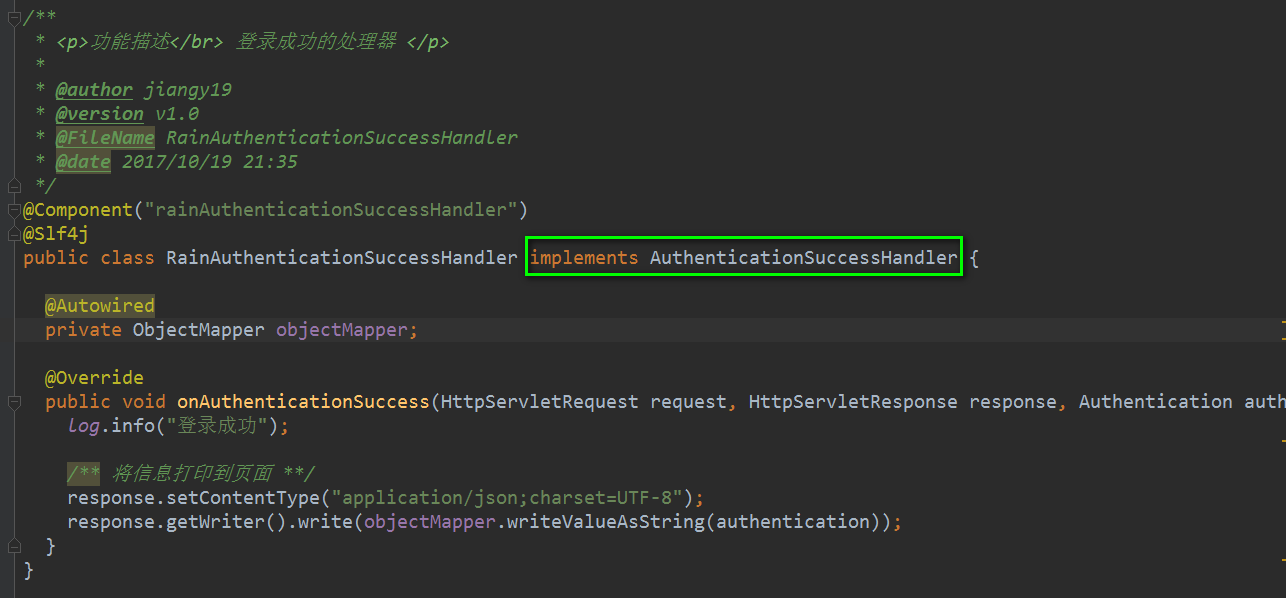 /**
 * <p>功能描述</br> 登录成功的处理器 </p>
 *
 * @author jiangy19
 * @version v1.0
 * @FileName RainAuthenticationSuccessHandler
 * @date 2017/10/19 21:35
 */
@Component("rainAuthenticationSuccessHandler")
@Slf4j
public class RainAuthenticationSuccessHandler implements AuthenticationSuccessHandler {
@Autowired
private ObjectMapper objectMapper;
@Override
public void onAuthenticationSuccess(HttpServletRequest request, HttpServletResponse response, Authentication auth
log.info("登录成功");
/** 将信息打印到页面 **/
response.setContentType("application/json;charset=UTF-8");
response.getWriter().write(objectMapper.writeValueAsString(authentication));
}
}